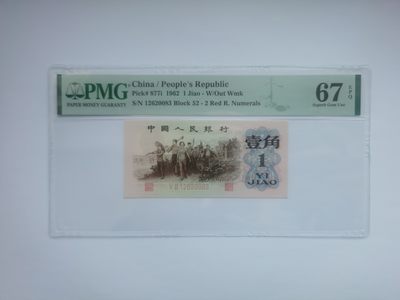 PMG
PAPER MONEY GUARANTY
China / People's Republic
Pick# 877i 1962 1 Jiao - W/Out Wmk
S/N 12620083 Block 52 - 2 Red R. Numerals
67 EPQ
Superb Gem Unc
中國人民銀行
壹角
1
YI
JIAO
12620083